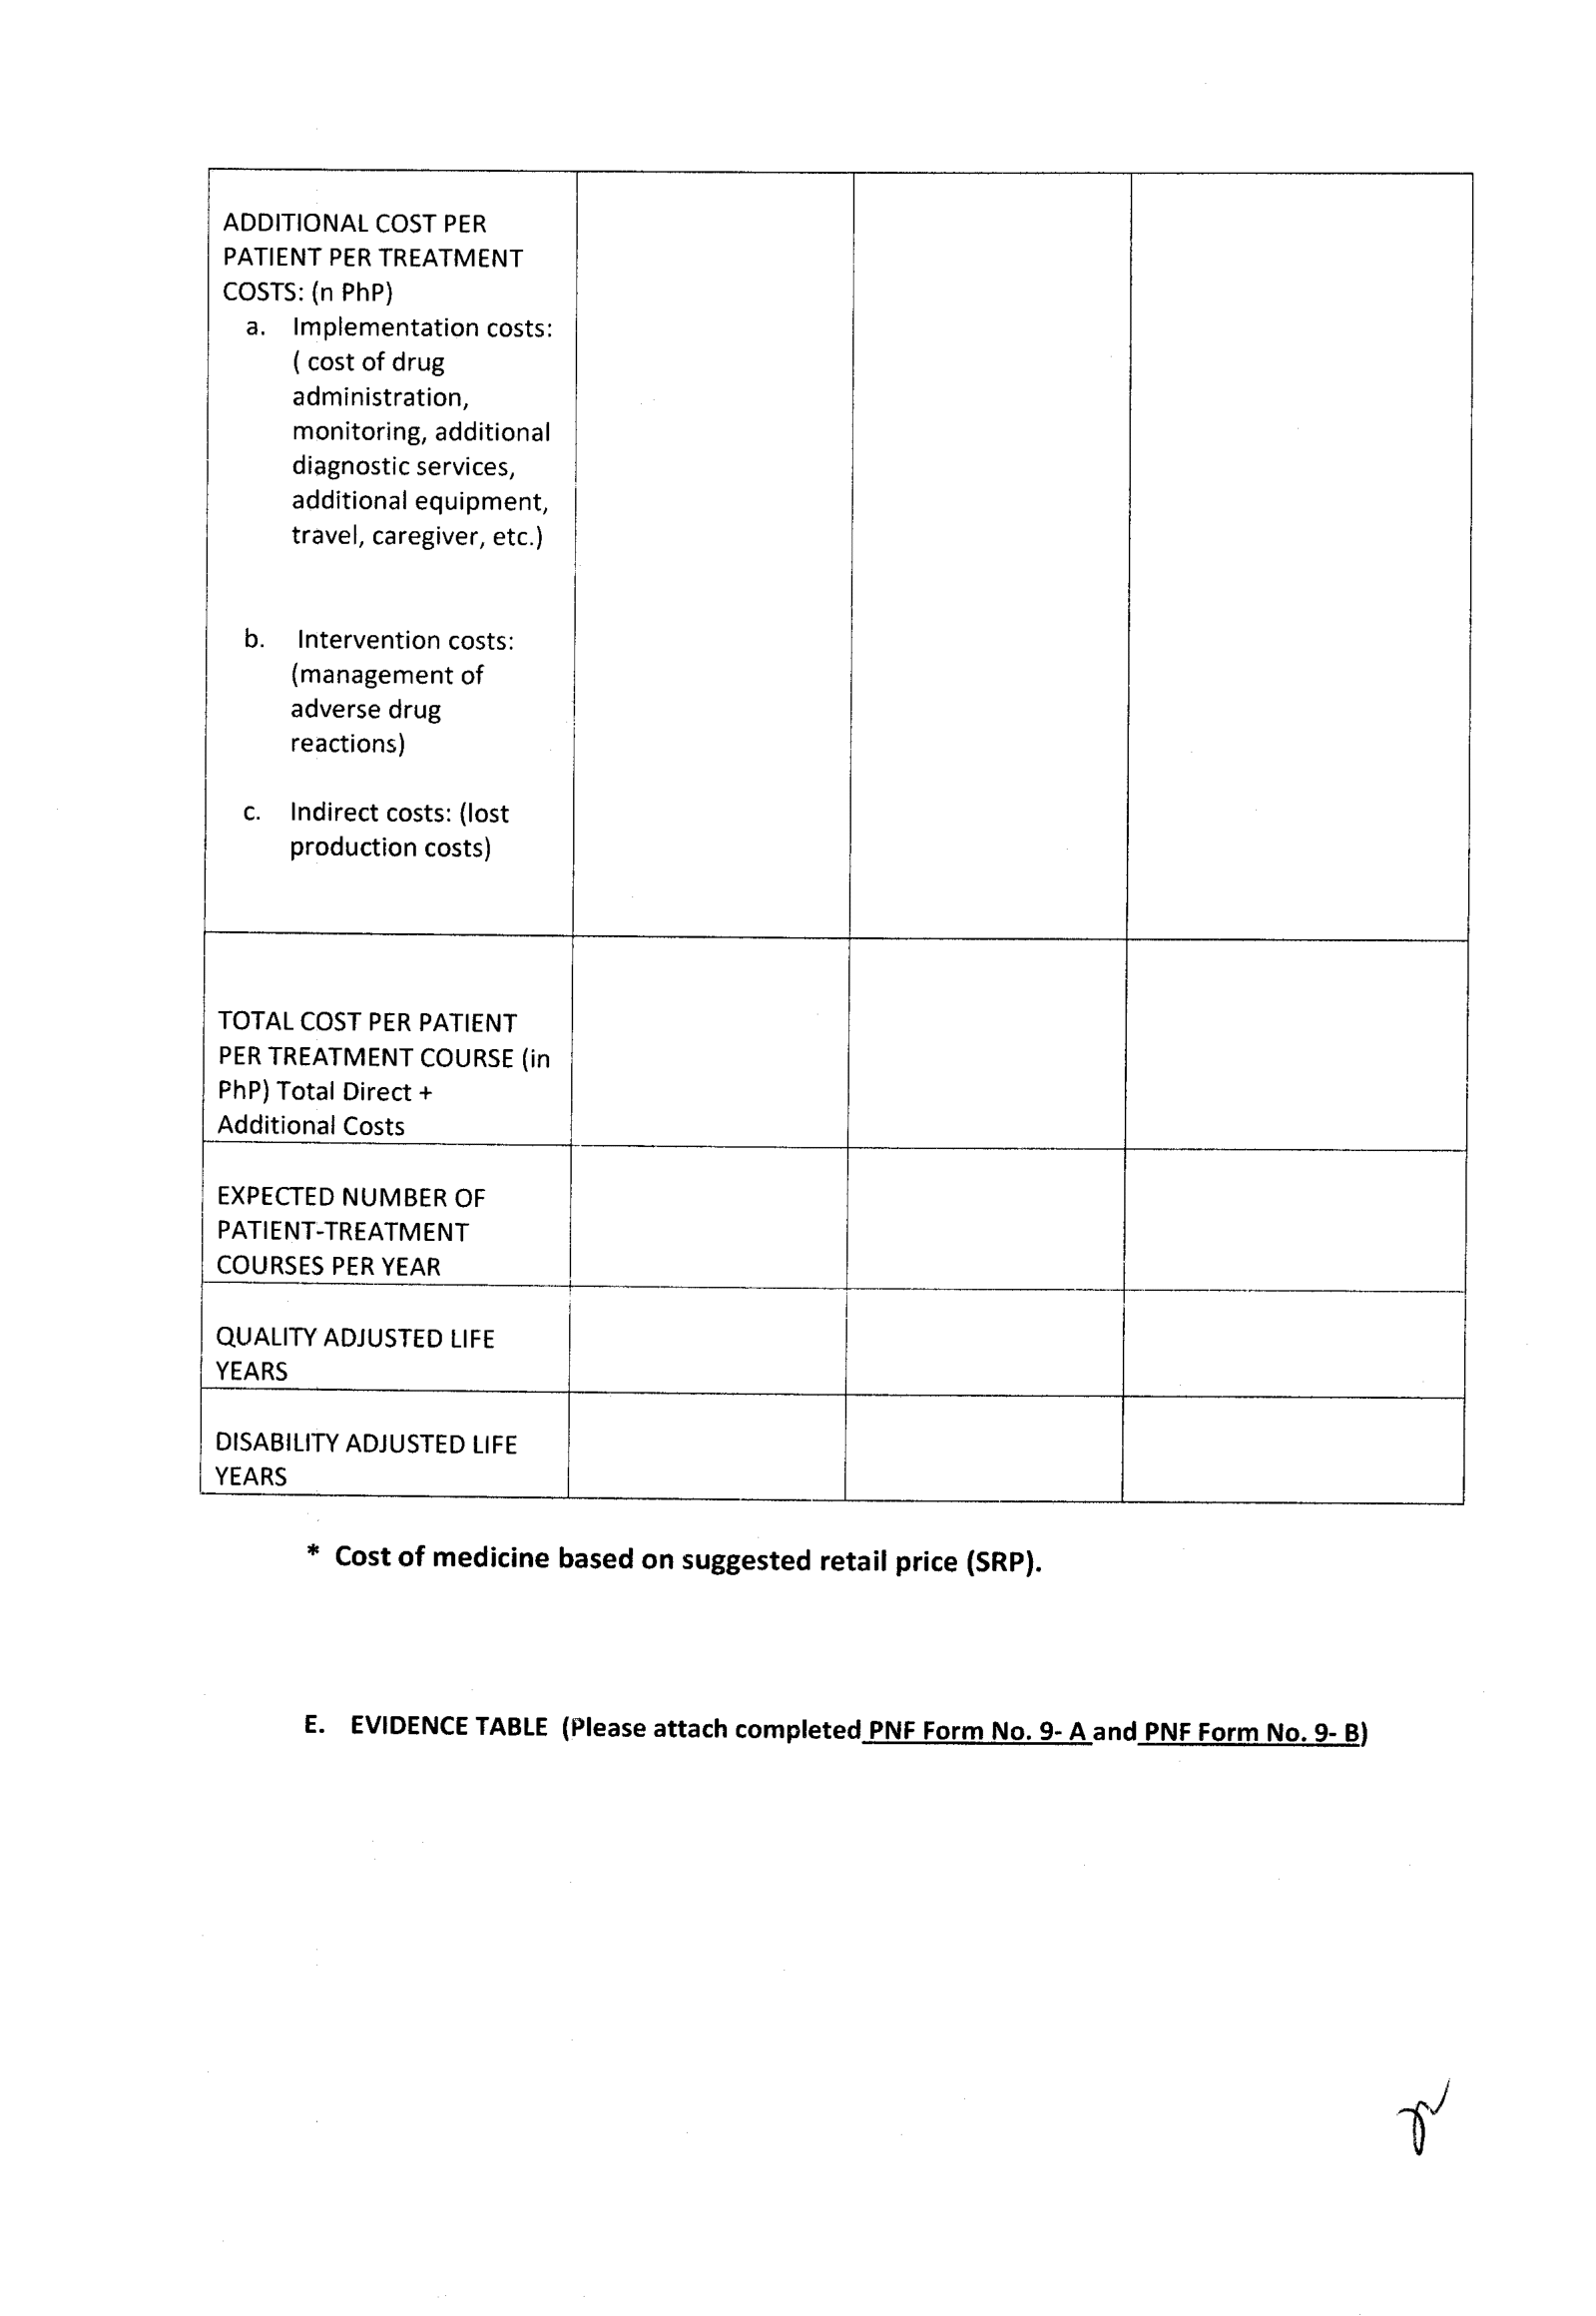 ADDITIONAL COST PER
PATIENT PER TREATMENT
COSTS: (n PhP)
a. Implementation costs:
( cost of drug
administration,
monitoring, additional
diagnostic services,
additional equipment,
travel, caregiver, etc.)
b. Intervention costs:
(management of
adverse drug
reactions)
c. Indirect costs: (lost
production costs)
TOTAL COST PER PATIENT
PER TREATMENT COURSE (in
PhP) Total Direct +
Additional Costs
EXPECTED NUMBER OF
PATIENT-TREATMENT
COURSES PER YEAR
QUALITY ADJUSTED LIFE
YEARS
DISABILITY ADJUSTED LIFE
YEARS
* Cost of medicine based on suggested retail price (SRP).
E. EVIDENCE TABLE (Please attach completed PNF Form No. 9- A and PNF Form No. 9- B)